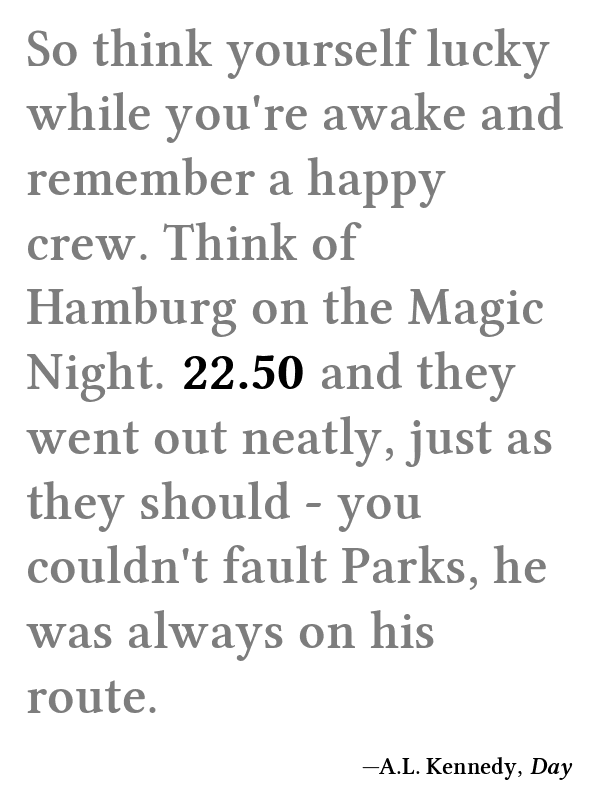 So think yourself lucky
while you're awake and
remember a happy
crew. Think of
Hamburg on the Magic
Night. 22.50 and they
went out neatly, just as
they should - you
couldn't fault Parks, he
was always on his
route.
—A.L. Kennedy, Day